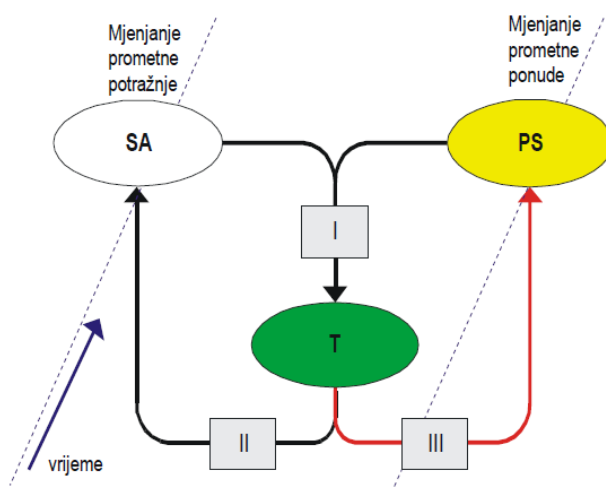 Mjenjanje
prometne
potražnje
Mjenjanje
prometne
ponude
SA
PS
I
T
II
III
vrijeme